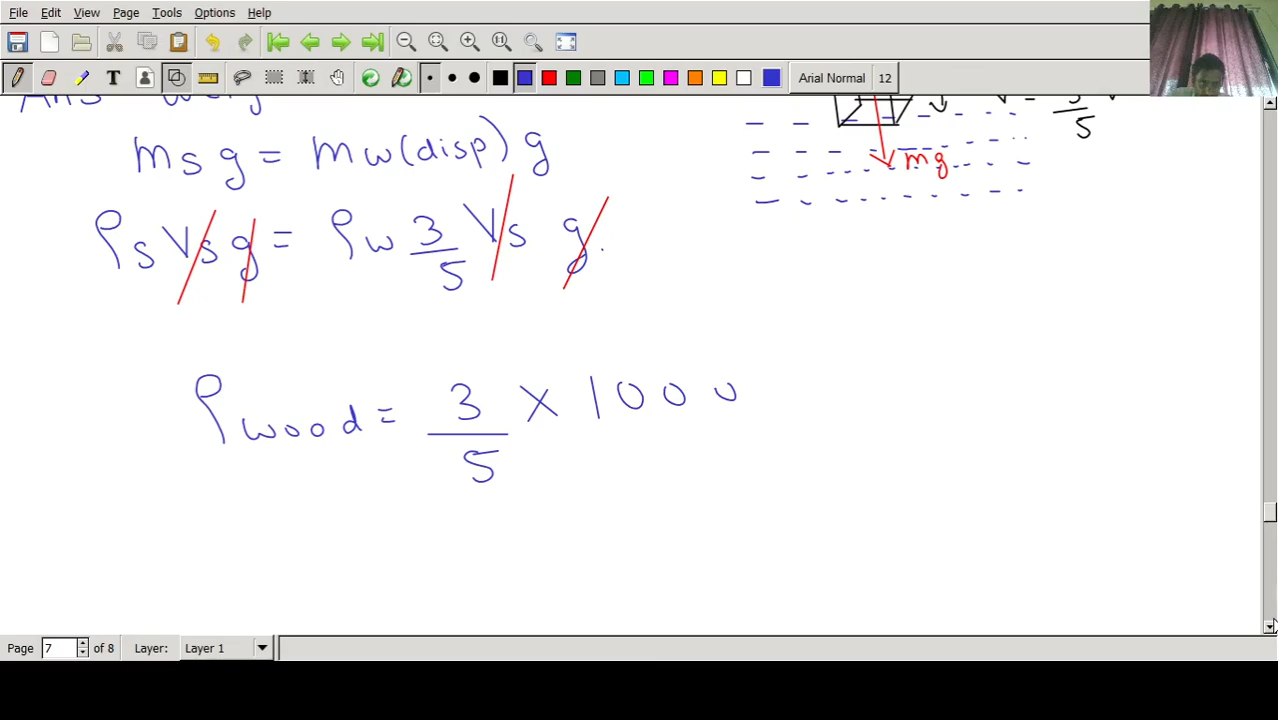 File Edit View Page Tools Options Help
Arial Normal 12
Ans
ms g = mw(disp) g
ρs Vs g = ρw 3/5 Vs g.
3/5
mg
ρwood = 3/5 × 1000
Page 7 of 8 Layer: Layer 1